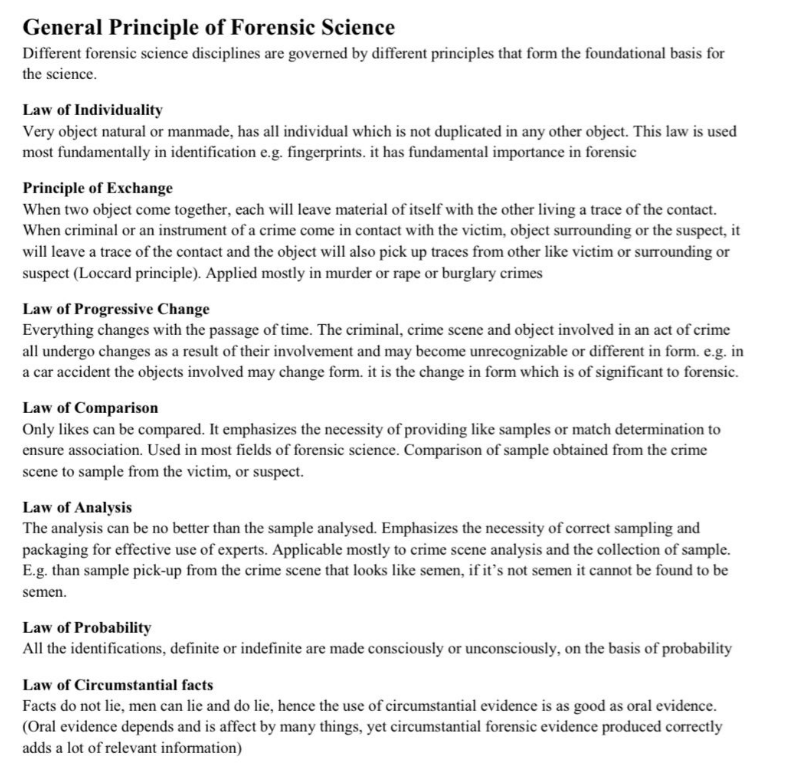 General Principle of Forensic Science
Different forensic science disciplines are governed by different principles that form the foundational basis for
the science.
Law of Individuality
Very object natural or manmade, has all individual which is not duplicated in any other object. This law is used
most fundamentally in identification e.g. fingerprints. it has fundamental importance in forensic
Principle of Exchange
When two object come together, each will leave material of itself with the other living a trace of the contact.
When criminal or an instrument of a crime come in contact with the victim, object surrounding or the suspect, it
will leave a trace of the contact and the object will also pick up traces from other like victim or surrounding or
suspect (Loccard principle). Applied mostly in murder or rape or burglary crimes
Law of Progressive Change
Everything changes with the passage of time. The criminal, crime scene and object involved in an act of crime
all undergo changes as a result of their involvement and may become unrecognizable or different in form. e.g. in
a car accident the objects involved may change form. it is the change in form which is of significant to forensic.
Law of Comparison
Only likes can be compared. It emphasizes the necessity of providing like samples or match determination to
ensure association. Used in most fields of forensic science. Comparison of sample obtained from the crime
scene to sample from the victim, or suspect.
Law of Analysis
The analysis can be no better than the sample analysed. Emphasizes the necessity of correct sampling and
packaging for effective use of experts. Applicable mostly to crime scene analysis and the collection of sample.
E.g. than sample pick-up from the crime scene that looks like semen, if it’s not semen it cannot be found to be
semen.
Law of Probability
All the identifications, definite or indefinite are made consciously or unconsciously, on the basis of probability
Law of Circumstantial facts
Facts do not lie, men can lie and do lie, hence the use of circumstantial evidence is as good as oral evidence.
(Oral evidence depends and is affect by many things, yet circumstantial forensic evidence produced correctly
adds a lot of relevant information)